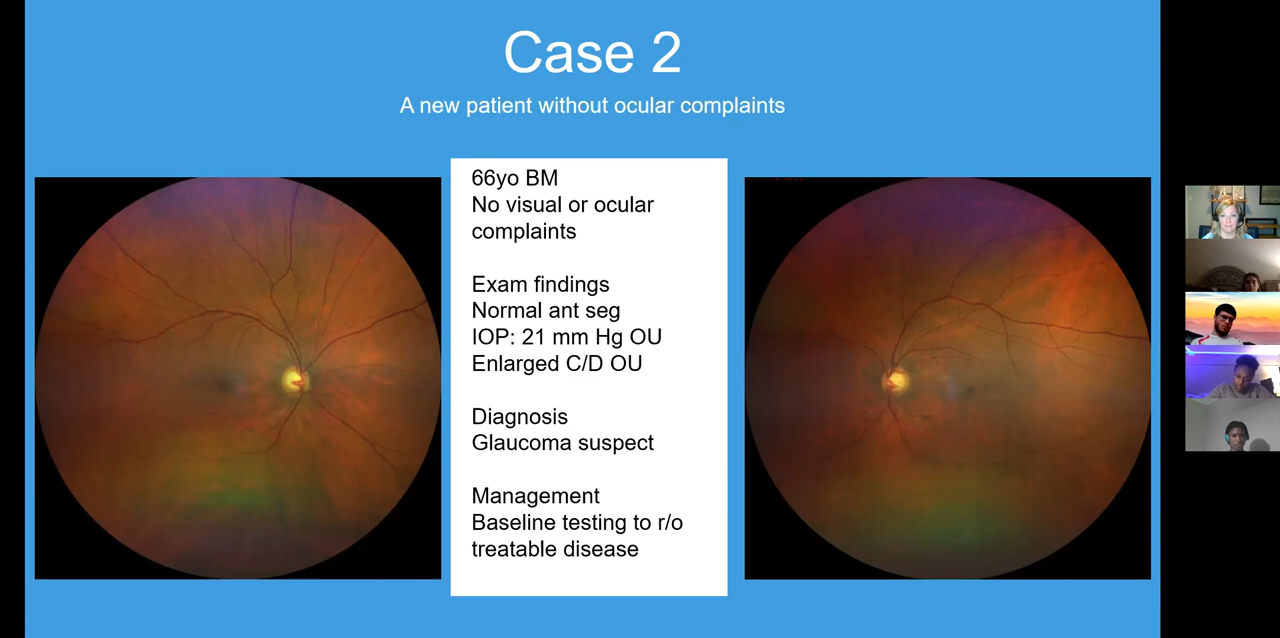 Case 2
A new patient without ocular complaints
66yo BM
No visual or ocular
complaints
Exam findings
Normal ant seg
IOP: 21 mm Hg OU
Enlarged C/D OU
Diagnosis
Glaucoma suspect
Management
Baseline testing to r/o
treatable disease